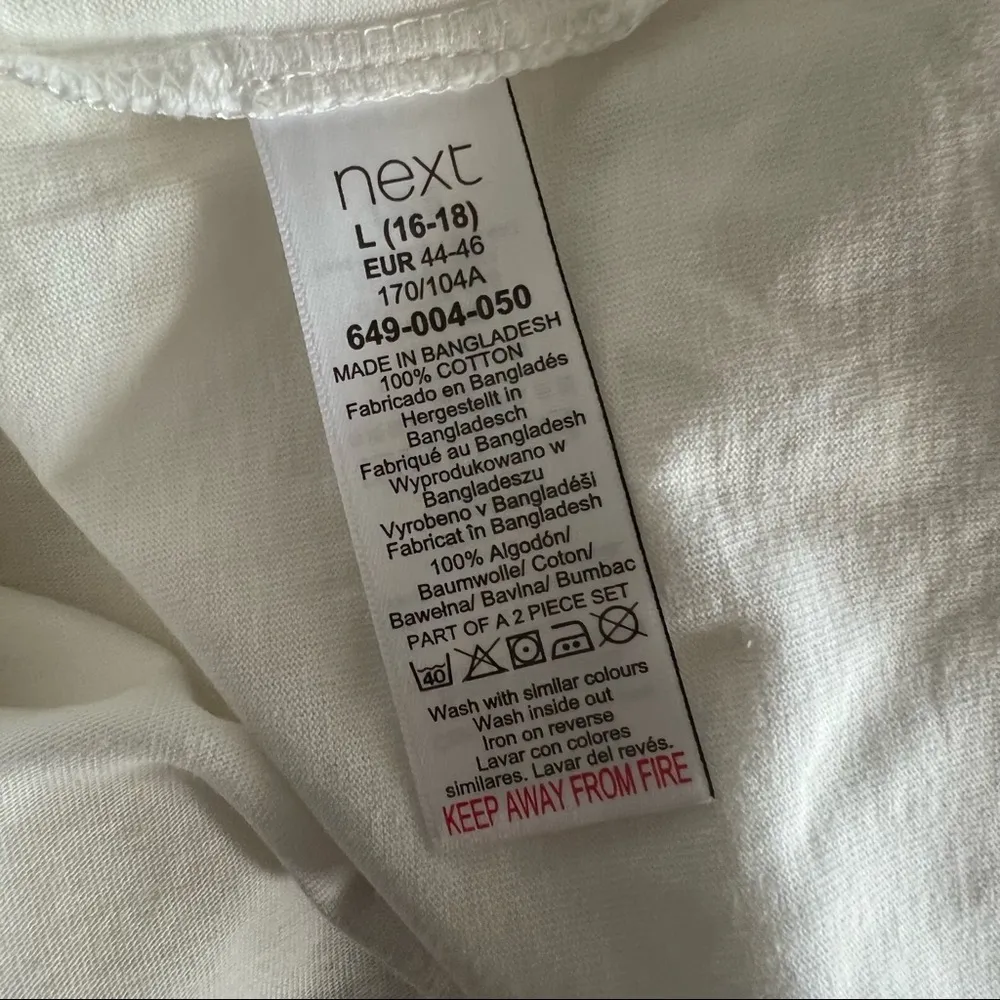 next
L (16-18)
EUR 44-46
170/104A
649-004-050
MADE IN BANGLADESH
100% COTTON
Fabricado en Bangladés
Hergestellt in
Bangladesch
Fabriqué au Bangladesh
Wyprodukowano w
Bangladeszu
Vyrobeno v Bangladéši
Fabricat în Bangladesh
100% Algodón/
Baumwolle/ Coton/
Bawełna/ Bavlna/ Bumbac
PART OF A 2 PIECE SET
40
Wash with similar colours
Wash inside out
Iron on reverse
Lavar con colores
similares. Lavar del revés.
KEEP AWAY FROM FIRE